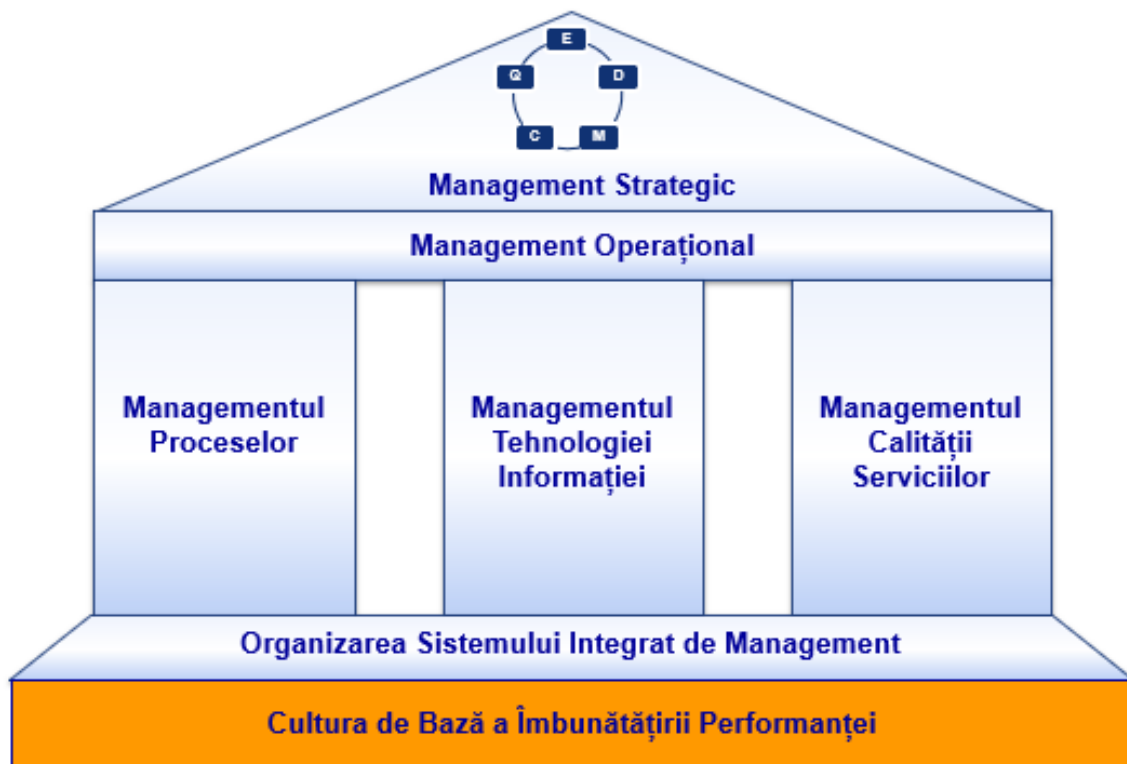 E
Q
D
C
M
Management Strategic
Management Operațional
Managementul
Proceselor
Managementul
Tehnologiei
Informației
Managementul
Calității
Serviciilor
Organizarea Sistemului Integrat de Management
Cultura de Bază a Îmbunătățirii Performanței